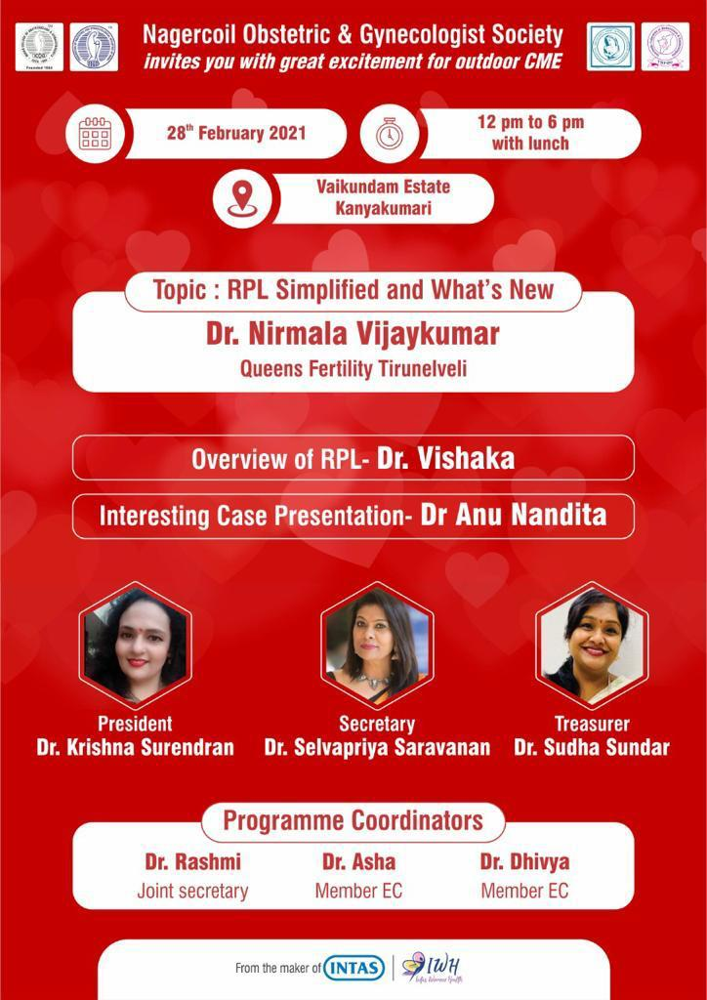 Nagercoil Obstetric & Gynecologist Society
invites you with great excitement for outdoor CME
28th February 2021
12 pm to 6 pm
with lunch
Vaikundam Estate
Kanyakumari
Topic : RPL Simplified and What's New
Dr. Nirmala Vijaykumar
Queens Fertility Tirunelveli
Overview of RPL- Dr. Vishaka
Interesting Case Presentation- Dr Anu Nandita
President
Dr. Krishna Surendran
Secretary
Dr. Selvapriya Saravanan
Treasurer
Dr. Sudha Sundar
Programme Coordinators
Dr. Rashmi
Joint secretary
Dr. Asha
Member EC
Dr. Dhivya
Member EC
From the maker of INTAS
IWH
Intas Women Health